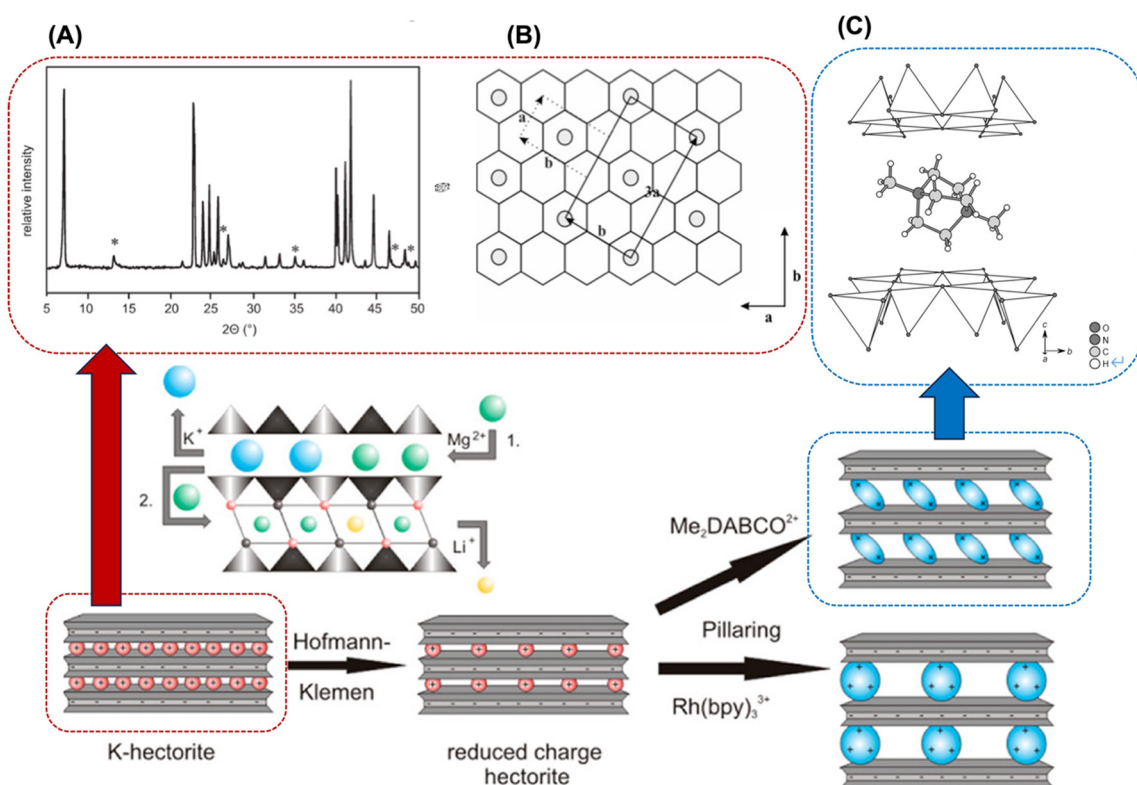 (A)
(B)
(C)
relative intensity
*
*
*
*
*
5 10 15 20 25 30 35 40 45 50
2Θ (°)
a
b
3a
b
b
a
c
a
b
O
N
C
H
K+
Mg2+
1.
2.
Li+
Me2DABCO2+
Hofmann-
Klemen
Pillaring
Rh(bpy)33+
K-hectorite
reduced charge
hectorite